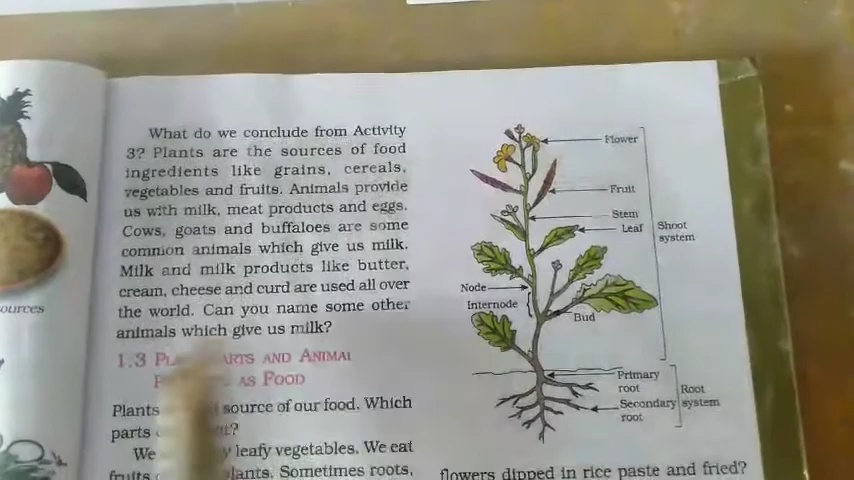 What do we conclude from Activity
3? Plants are the sources of food
ingredients like grains, cereals,
vegetables and fruits. Animals provide
us with milk, meat products and eggs.
Cows, goats and buffaloes are some
common animals which give us milk.
Milk and milk products like butter,
cream, cheese and curd are used all over
the world. Can you name some other
animals which give us milk?
1.3 PLANT PARTS AND ANIMAL
AS FOOD
Plants source of our food. Which
parts
We leafy vegetables. We eat
fruits plants. Sometimes roots,
Flower
Fruit
Stem
Leaf
Shoot
system
Node
Internode
Bud
Primary
root
Secondary
root
Root
system
flowers dipped in rice paste and fried?